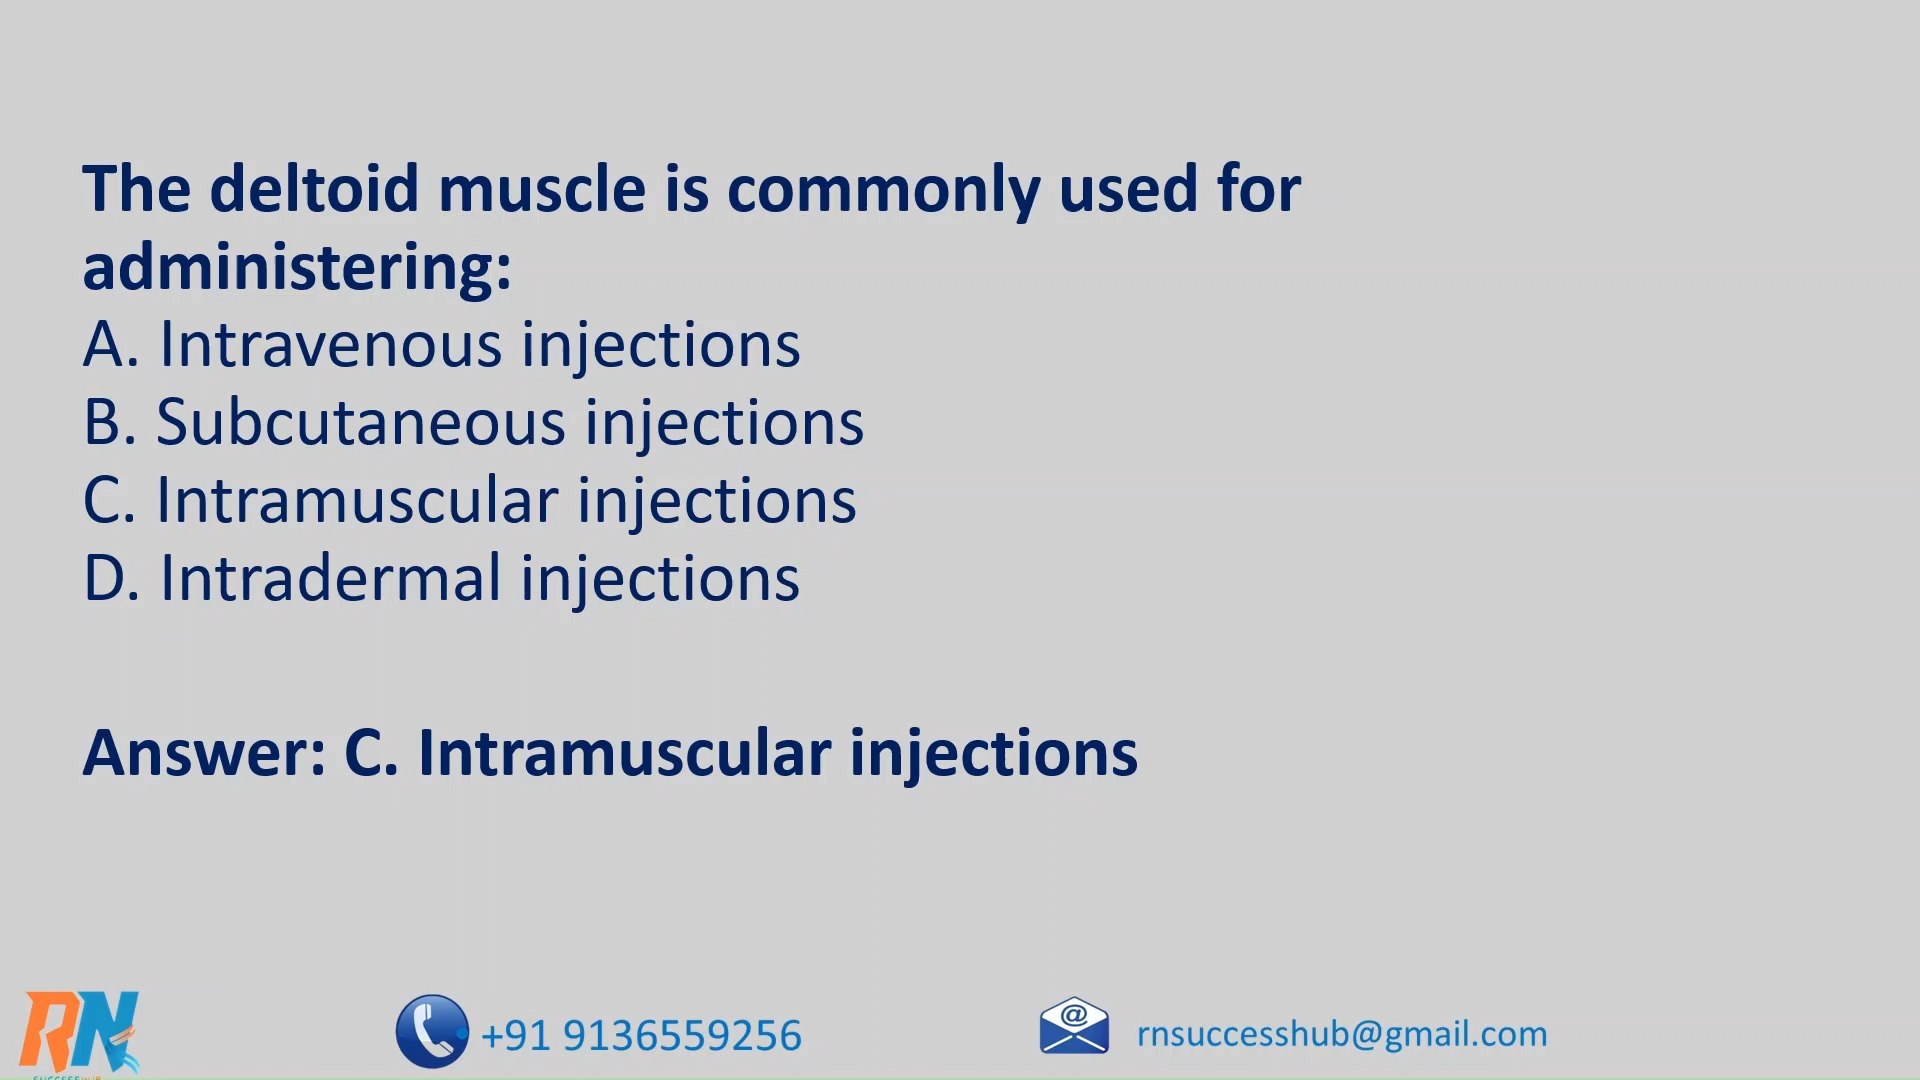 The deltoid muscle is commonly used for
administering:
A. Intravenous injections
B. Subcutaneous injections
C. Intramuscular injections
D. Intradermal injections
Answer: C. Intramuscular injections
RN
+91 9136559256
rnsuccesshub@gmail.com